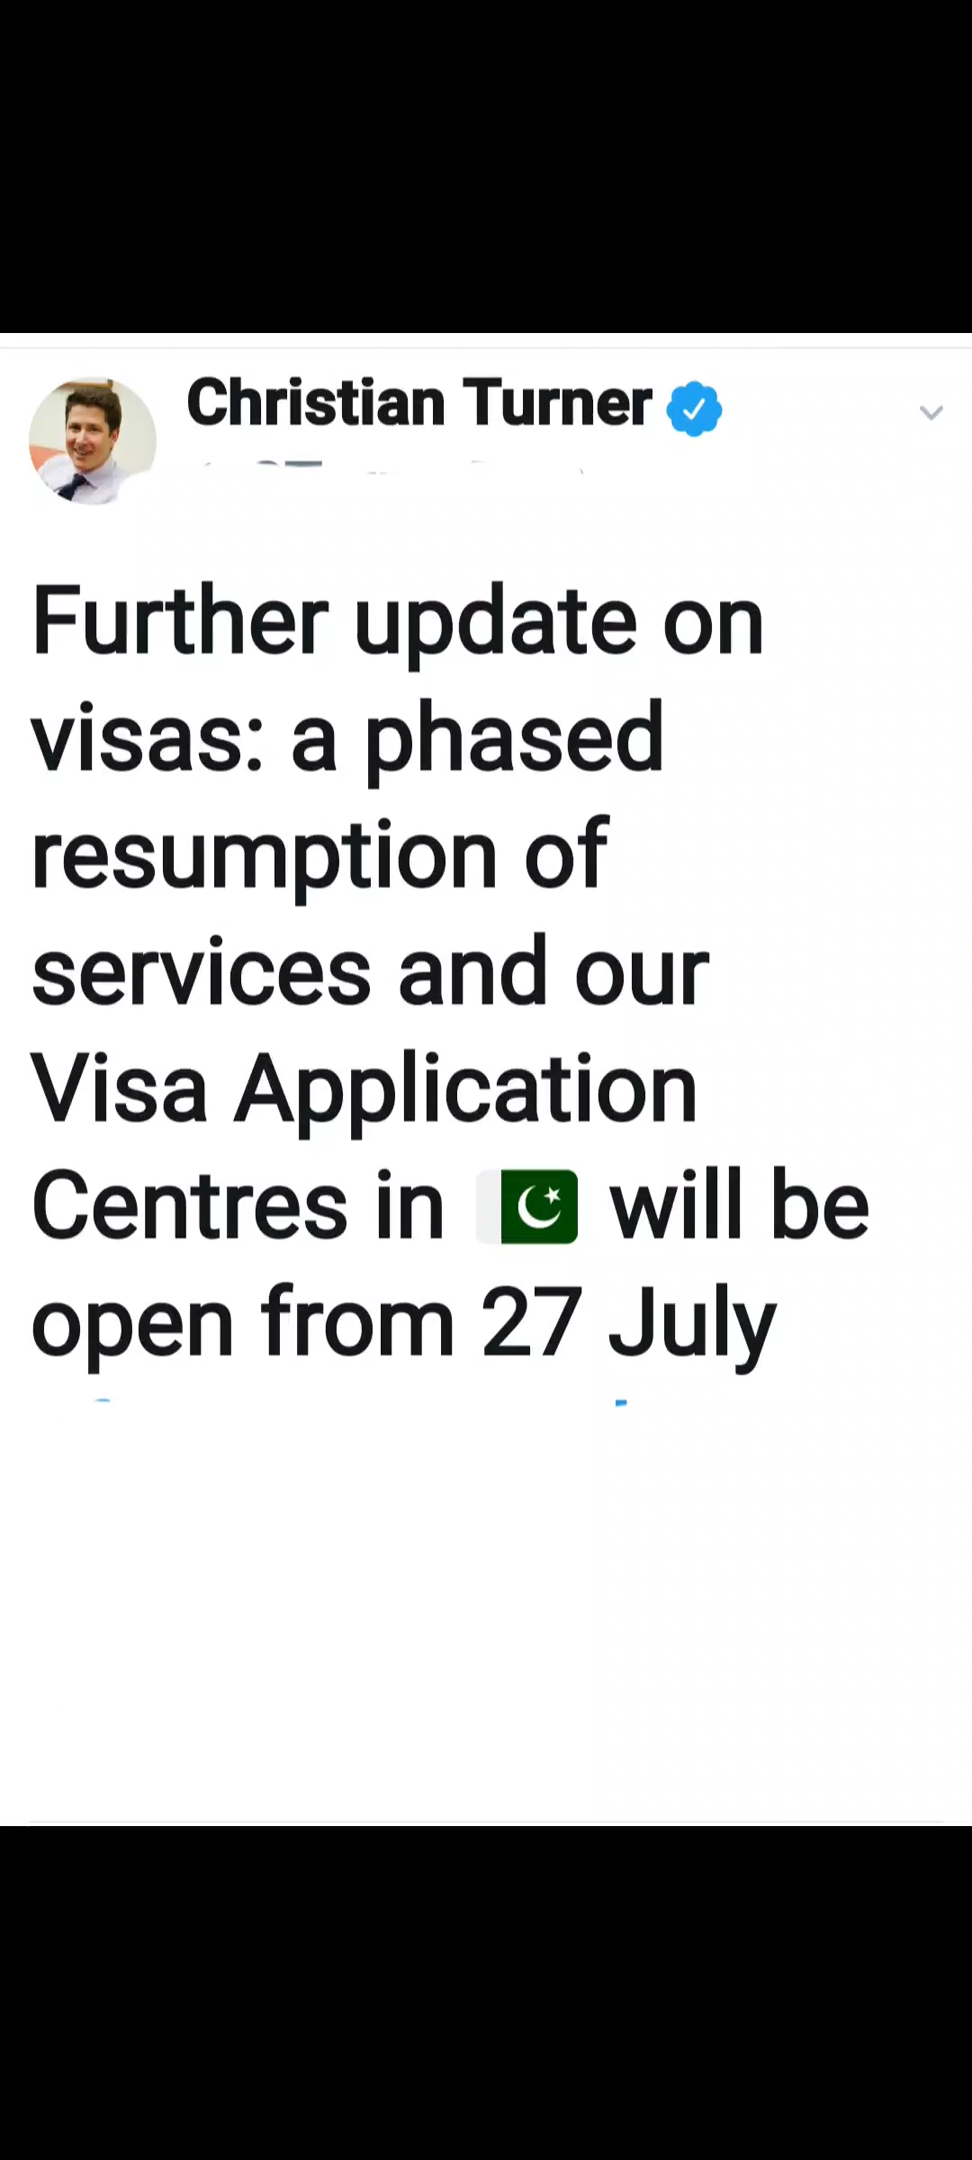 Christian Turner
Further update on
visas: a phased
resumption of
services and our
Visa Application
Centres in 🇵🇰 will be
open from 27 July